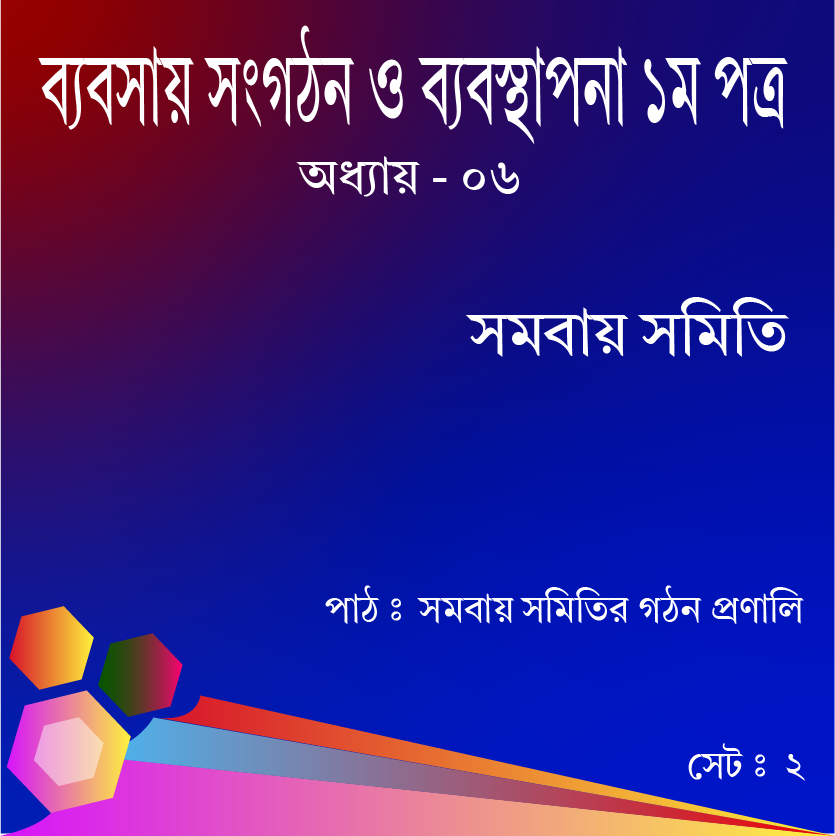 ব্যবসায় সংগঠন ও ব্যবস্থাপনা ১ম পত্র
অধ্যায় - ০৬
সমবায় সমিতি
পাঠ ঃ সমবায় সমিতির গঠন প্রণালি
সেট ঃ ২